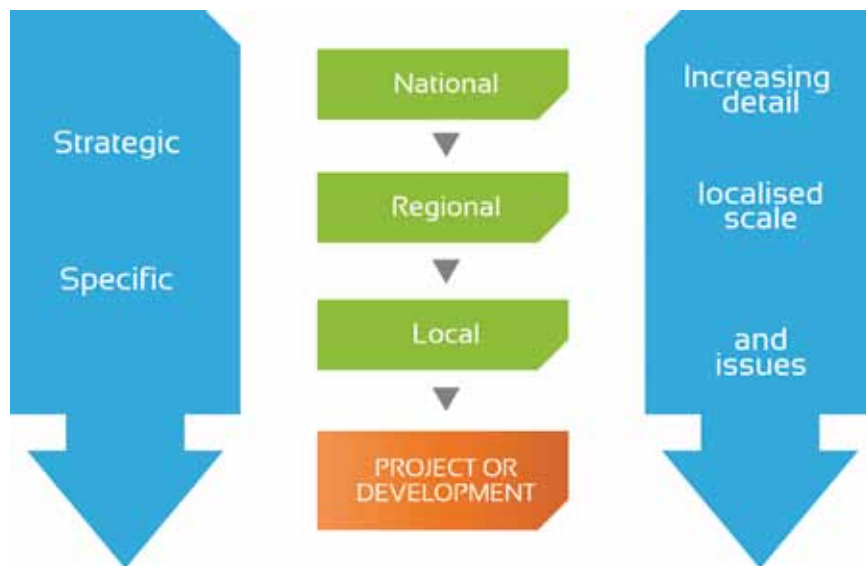 Strategic
Specific
National
Regional
Local
PROJECT OR
DEVELOPMENT
Increasing
detail
localised
scale
and
issues